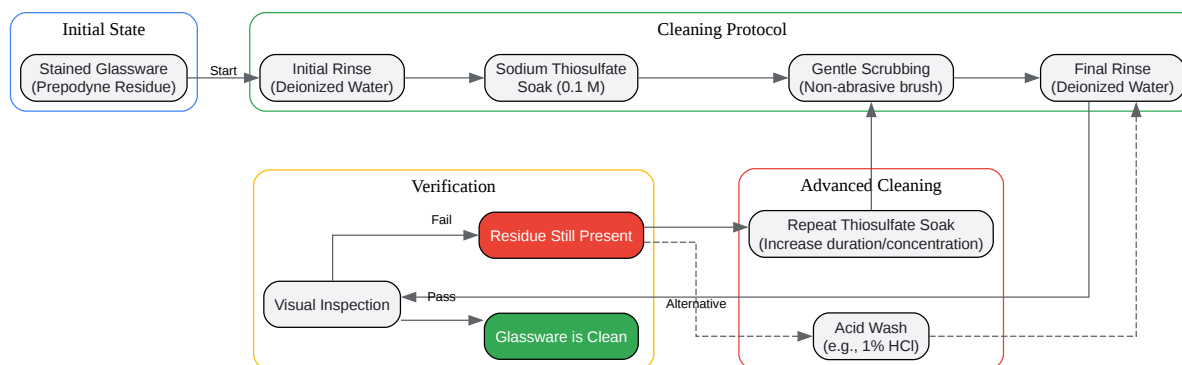 Initial State
Cleaning Protocol
Stained Glassware
(Prepodyne Residue)
Start
Initial Rinse
(Deionized Water)
Sodium Thiosulfate
Soak (0.1 M)
Gentle Scrubbing
(Non-abrasive brush)
Final Rinse
(Deionized Water)
Verification
Advanced Cleaning
Fail
Residue Still Present
Repeat Thiosulfate Soak
(Increase duration/concentration)
Visual Inspection
Pass
Alternative
Glassware is Clean
Acid Wash
(e.g., 1% HCl)